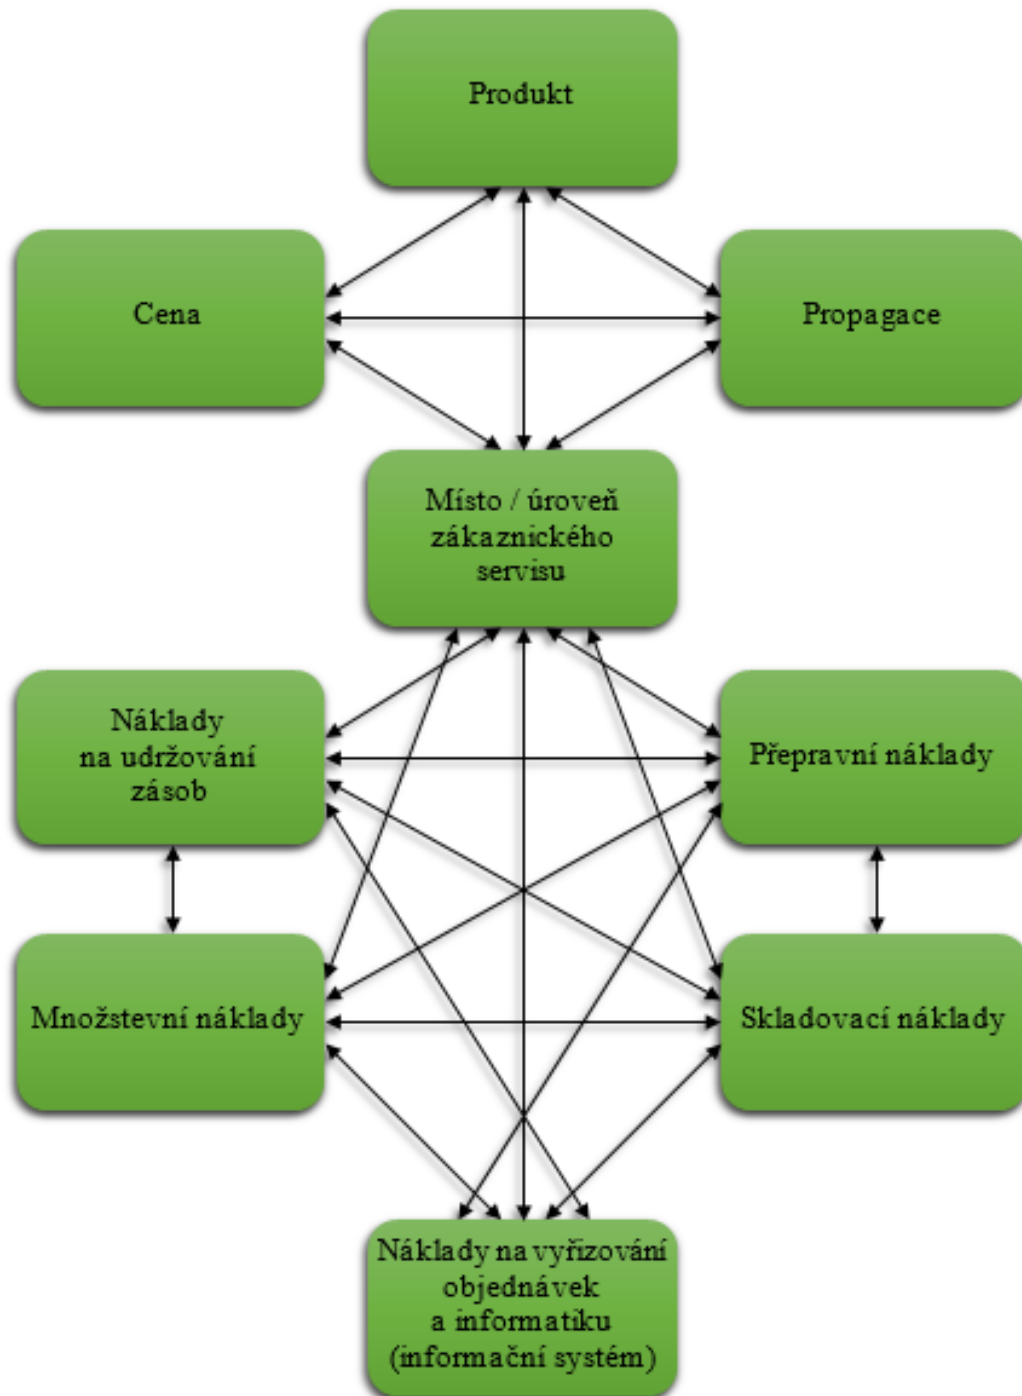 Produkt
Cena
Propagace
Místo / úroveň
zákaznického
servisu
Náklady
na udržování
zásob
Přepravní náklady
Množstevní náklady
Skladovací náklady
Náklady na vyřizování
objednávek
a informatiku
(informační systém)